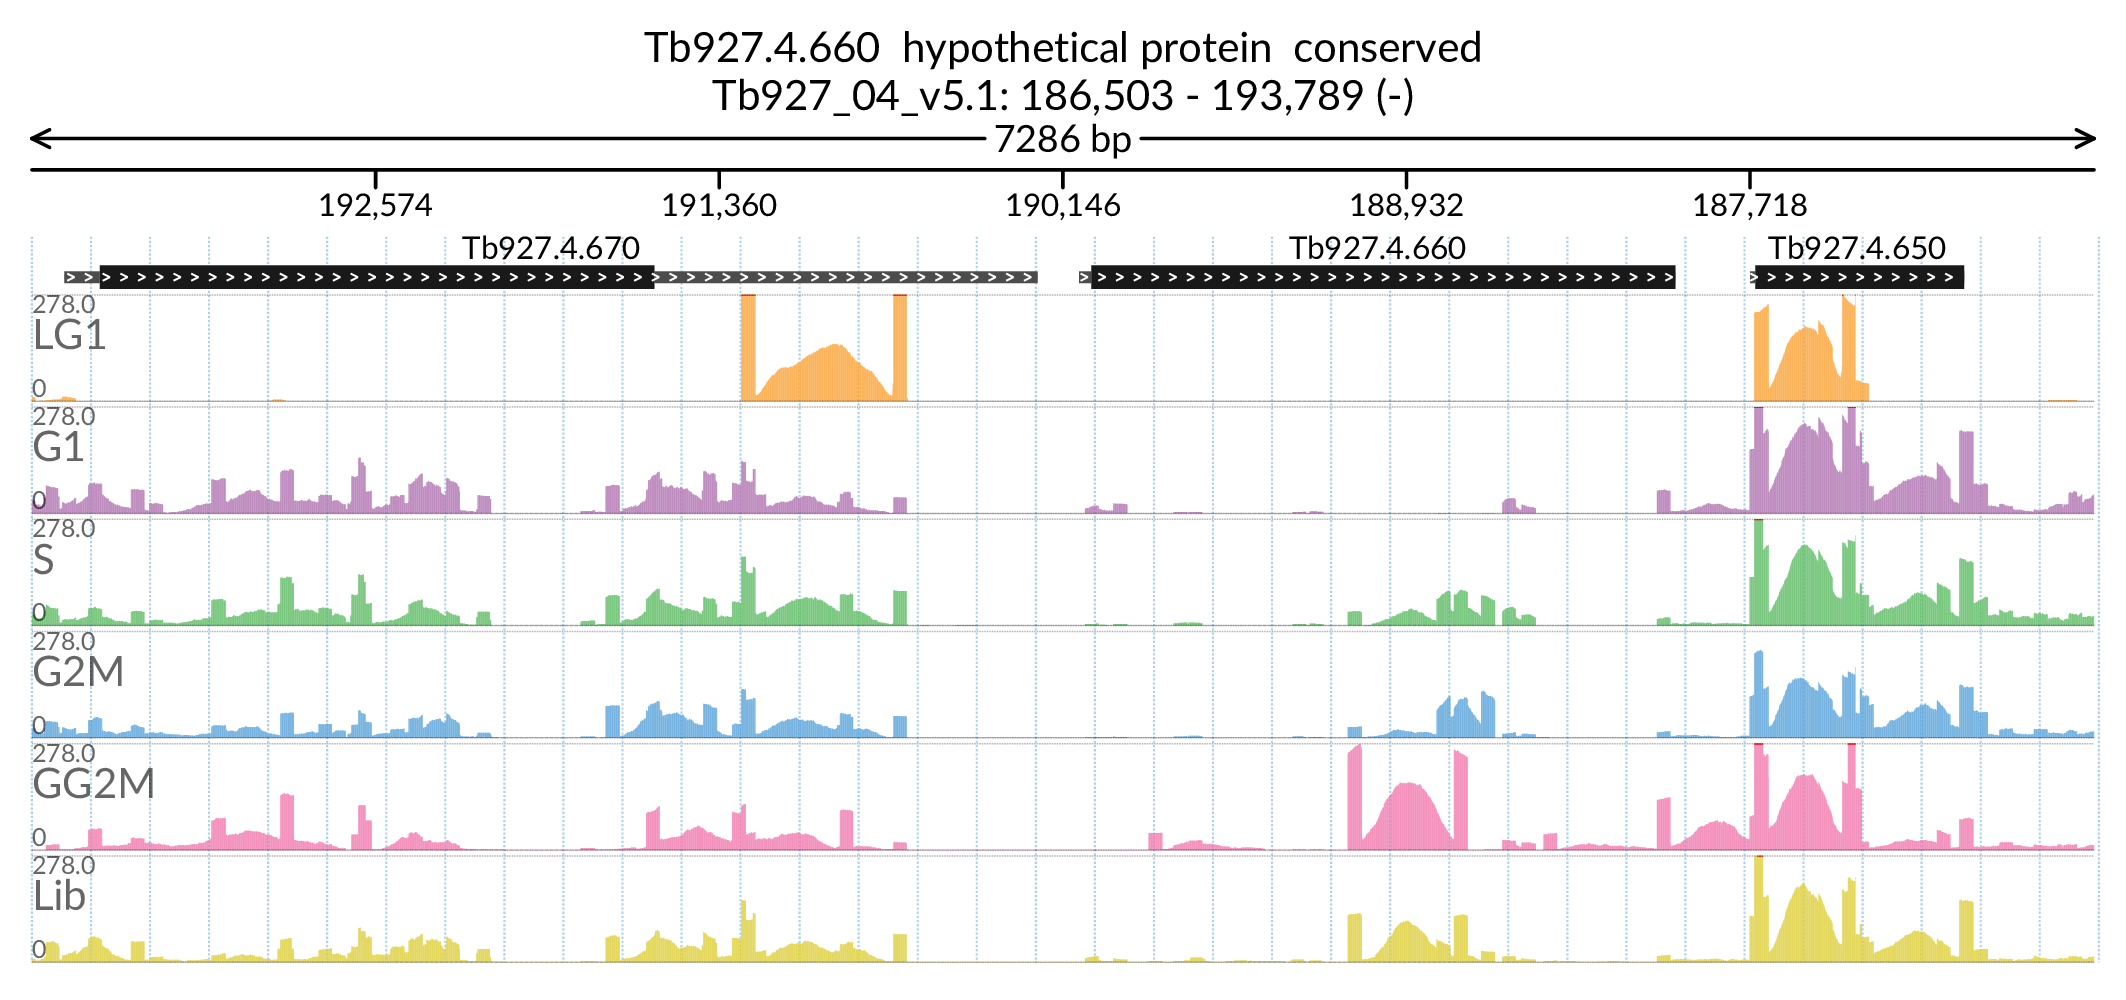 Tb927.4.660  hypothetical protein  conserved
Tb927_04_v5.1: 186,503 - 193,789 (-)
7286 bp
192,574 191,360 190,146 188,932 187,718
Tb927.4.670 Tb927.4.660 Tb927.4.650
278.0
LG1
0
278.0
G1
0
278.0
S
0
278.0
G2M
0
278.0
GG2M
0
278.0
Lib
0